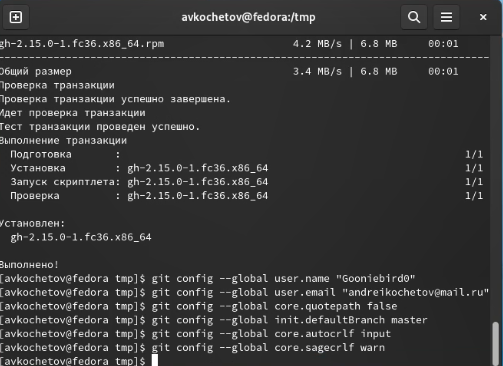 avkochetov@fedora:/tmp
gh-2.15.0-1.fc36.x86_64.rpm 4.2 MB/s | 6.8 MB 00:01
--------------------------------------------------------------------------------
Общий размер 3.4 MB/s | 6.8 MB 00:01
Проверка транзакции
Проверка транзакции успешно завершена.
Идет проверка транзакции
Тест транзакции проведен успешно.
Выполнение транзакции
Подготовка : 1/1
Установка : gh-2.15.0-1.fc36.x86_64 1/1
Запуск скриптлета: gh-2.15.0-1.fc36.x86_64 1/1
Проверка : gh-2.15.0-1.fc36.x86_64 1/1
Установлен:
gh-2.15.0-1.fc36.x86_64
Выполнено!
[avkochetov@fedora tmp]$ git config --global user.name "Gooniebird0"
[avkochetov@fedora tmp]$ git config --global user.email "andreikochetov@mail.ru"
[avkochetov@fedora tmp]$ git config --global core.quotepath false
[avkochetov@fedora tmp]$ git config --global init.defaultBranch master
[avkochetov@fedora tmp]$ git config --global core.autocrlf input
[avkochetov@fedora tmp]$ git config --global core.sagecrlf warn
[avkochetov@fedora tmp]$